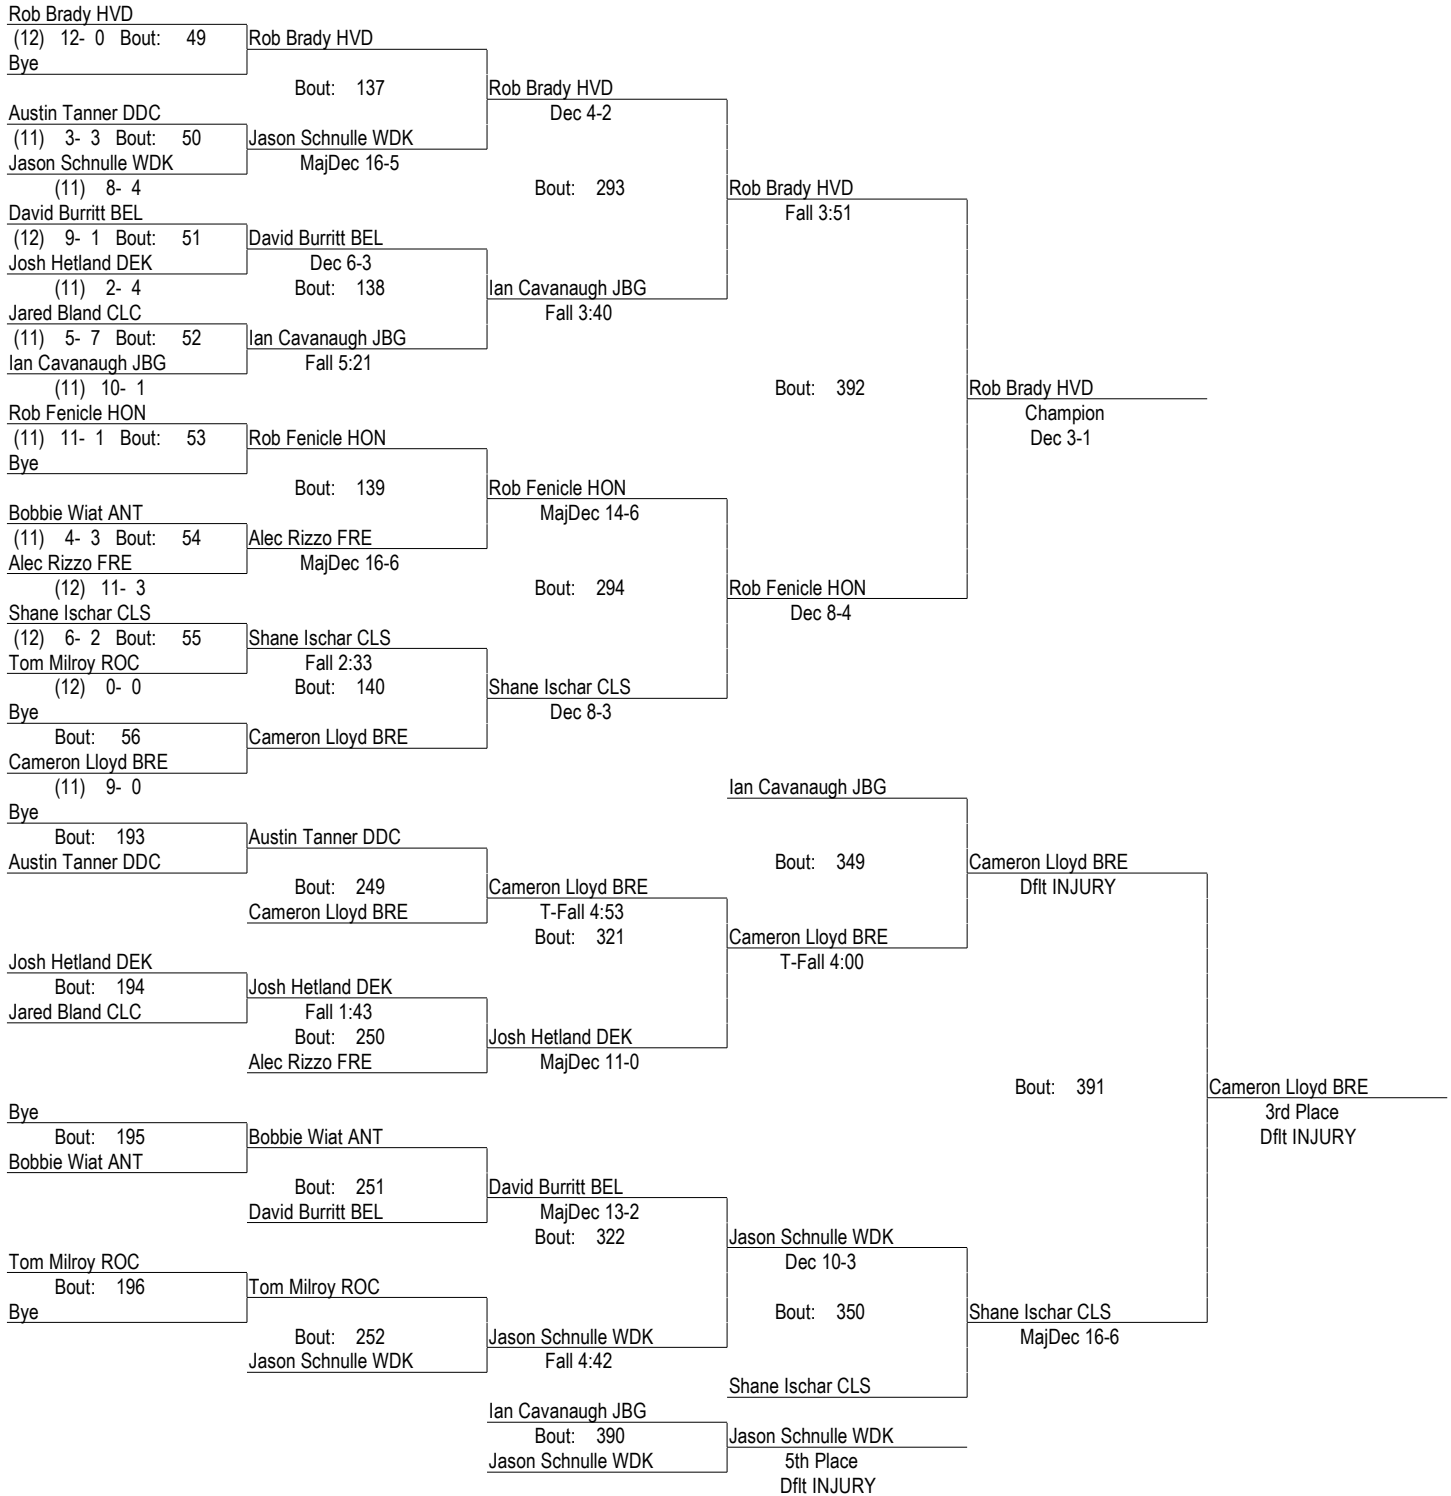 Rob Brady HVD
(12) 12- 0 Bout: 49 Rob Brady HVD
Bye
Bout: 137 Rob Brady HVD
Austin Tanner DDC Dec 4-2
(11) 3- 3 Bout: 50 Jason Schnulle WDK
Jason Schnulle WDK MajDec 16-5
(11) 8- 4 Bout: 293 Rob Brady HVD
David Burritt BEL Fall 3:51
(12) 9- 1 Bout: 51 David Burritt BEL
Josh Hetland DEK Dec 6-3
(11) 2- 4 Bout: 138 Ian Cavanaugh JBG
Jared Bland CLC Fall 3:40
(11) 5- 7 Bout: 52 Ian Cavanaugh JBG
Ian Cavanaugh JBG Fall 5:21
(11) 10- 1 Bout: 392 Rob Brady HVD
Rob Fenicle HON Champion
(11) 11- 1 Bout: 53 Rob Fenicle HON Dec 3-1
Bye
Bout: 139 Rob Fenicle HON
Bobbie Wiat ANT MajDec 14-6
(11) 4- 3 Bout: 54 Alec Rizzo FRE
Alec Rizzo FRE MajDec 16-6
(12) 11- 3 Bout: 294 Rob Fenicle HON
Shane Ischar CLS Dec 8-4
(12) 6- 2 Bout: 55 Shane Ischar CLS
Tom Milroy ROC Fall 2:33
(12) 0- 0 Bout: 140 Shane Ischar CLS
Bye Dec 8-3
Bout: 56 Cameron Lloyd BRE
Cameron Lloyd BRE
(11) 9- 0 Ian Cavanaugh JBG
Bye
Bout: 193 Austin Tanner DDC
Austin Tanner DDC Bout: 349 Cameron Lloyd BRE
Bout: 249 Cameron Lloyd BRE Dflt INJURY
Cameron Lloyd BRE T-Fall 4:53
Bout: 321 Cameron Lloyd BRE
Josh Hetland DEK T-Fall 4:00
Bout: 194 Josh Hetland DEK
Jared Bland CLC Fall 1:43
Bout: 250 Josh Hetland DEK
Alec Rizzo FRE MajDec 11-0
Bout: 391 Cameron Lloyd BRE
Bye 3rd Place
Bout: 195 Bobbie Wiat ANT Dflt INJURY
Bobbie Wiat ANT
Bout: 251 David Burritt BEL
David Burritt BEL MajDec 13-2
Bout: 322 Jason Schnulle WDK
Tom Milroy ROC Dec 10-3
Bout: 196 Tom Milroy ROC
Bye Bout: 350 Shane Ischar CLS
Bout: 252 Jason Schnulle WDK MajDec 16-6
Jason Schnulle WDK Fall 4:42
Shane Ischar CLS
Ian Cavanaugh JBG
Bout: 390 Jason Schnulle WDK
Jason Schnulle WDK 5th Place
Dflt INJURY